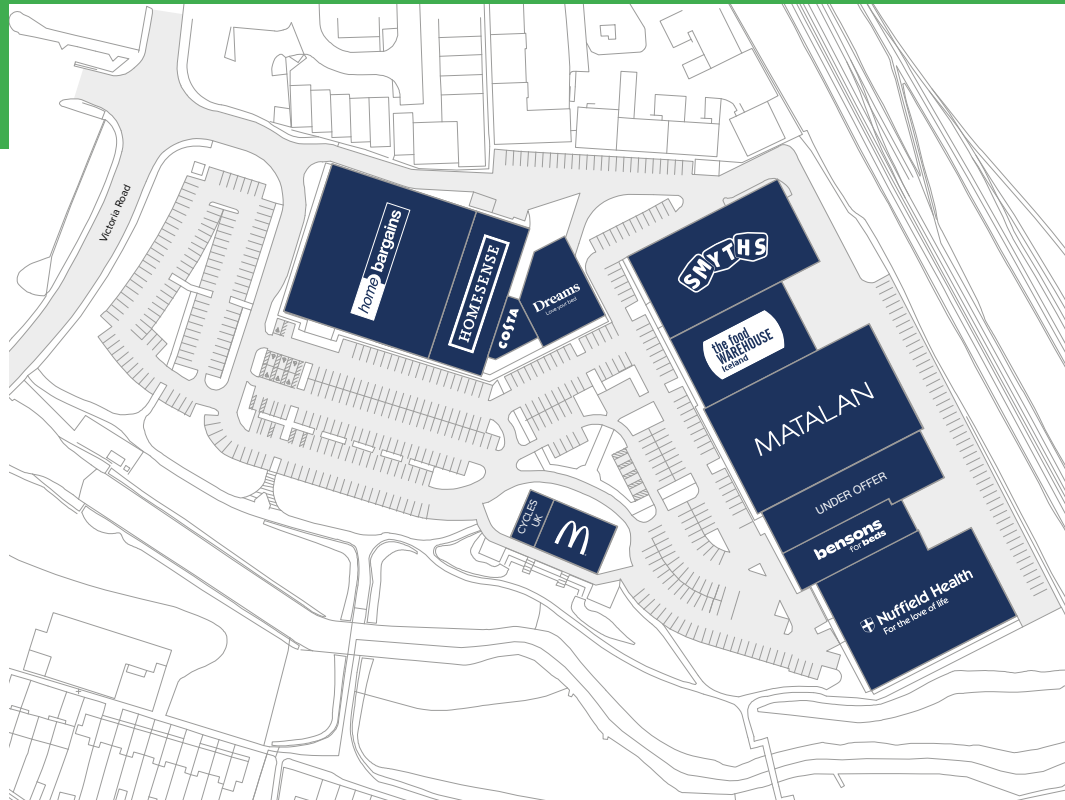 Victoria Road
home bargains
HOMESENSE
COSTA
Dreams
Love your bed
SMYTHS
the food
WAREHOUSE
Iceland
MATALAN
UNDER OFFER
bensons
for beds
CYCLES
UK
M
Nuffield Health
For the love of life